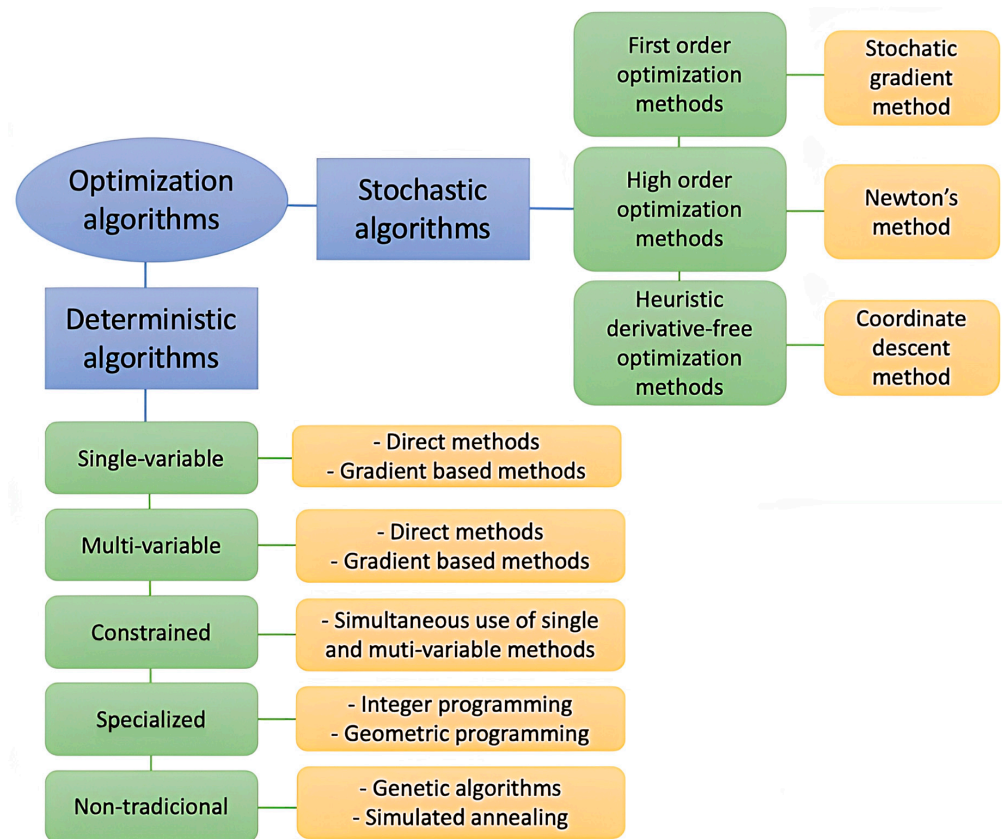 Optimization
algorithms
Stochastic
algorithms
First order
optimization
methods
Stochatic
gradient
method
High order
optimization
methods
Newton's
method
Heuristic
derivative-free
optimization
methods
Coordinate
descent
method
Deterministic
algorithms
Single-variable
- Direct methods
- Gradient based methods
Multi-variable
- Direct methods
- Gradient based methods
Constrained
- Simultaneous use of single
and muti-variable methods
Specialized
- Integer programming
- Geometric programming
Non-tradicional
- Genetic algorithms
- Simulated annealing